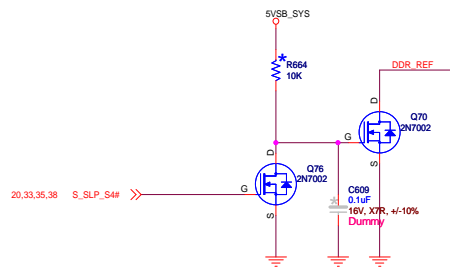 5VSB_SYS
*
R664
10K
DDR_REF
D
Q70
2N7002
G
S
D
Q76
2N7002
20,33,35,38 S_SLP_S4#
G
S
*
C609
0.1uF
16V, X7R, +/-10%
Dummy